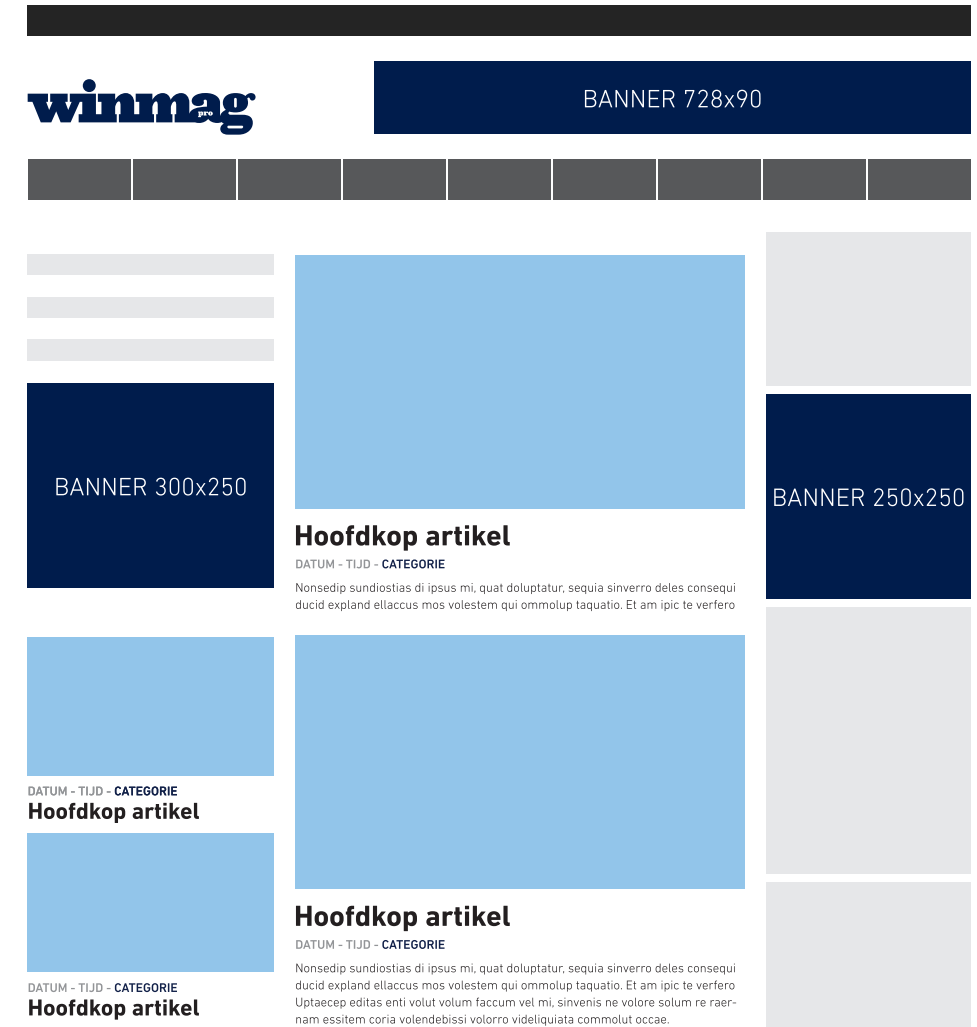 winmag
pro
BANNER 728x90
BANNER 300x250
DATUM - TIJD - CATEGORIE
Hoofdkop artikel
DATUM - TIJD - CATEGORIE
Hoofdkop artikel
Hoofdkop artikel
DATUM - TIJD - CATEGORIE
Nonsedip sundiostias di ipsus mi, quat doluptatur, sequia sinverro deles consequi
ducid expland ellaccus mos volestem qui ommolup taquatio. Et am ipic te verfero
Hoofdkop artikel
DATUM - TIJD - CATEGORIE
Nonsedip sundiostias di ipsus mi, quat doluptatur, sequia sinverro deles consequi
ducid expland ellaccus mos volestem qui ommolup taquatio. Et am ipic te verfero
Uptaecep editas enti volut volum faccum vel mi, sinvenis ne volore solum re raer-
nam essitem coria volendebissi volorro videliquiata commolut occae.
BANNER 250x250